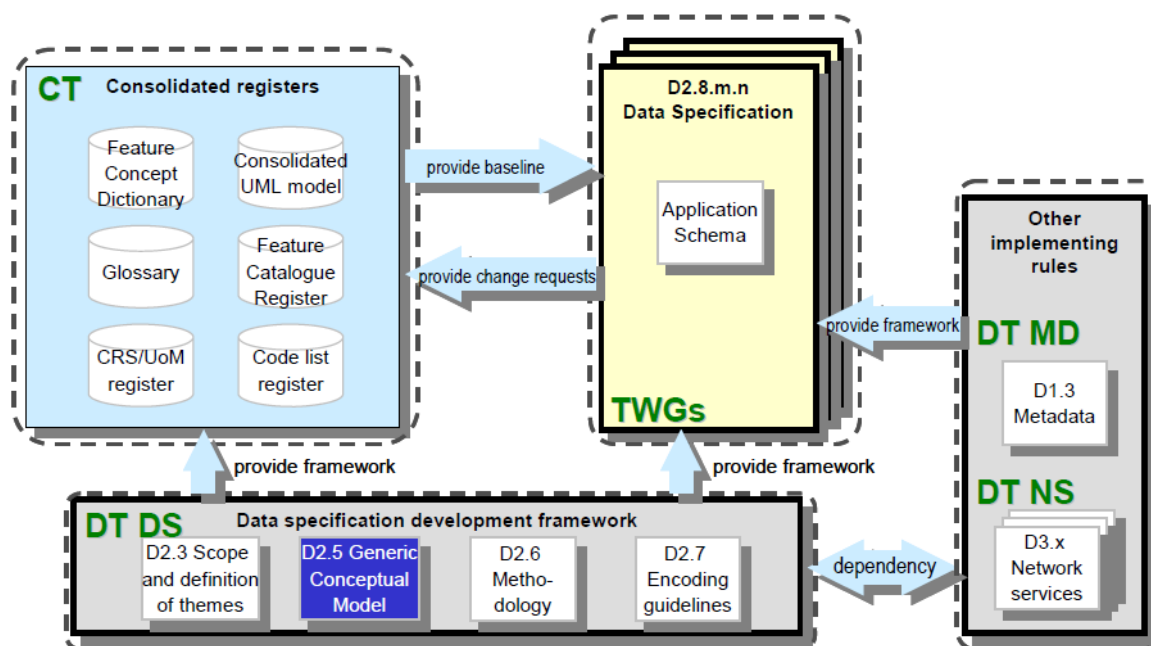 CT
Consolidated registers
Feature
Concept
Dictionary
Consolidated
UML model
Glossary
Feature
Catalogue
Register
CRS/UoM
register
Code list
register
provide baseline
provide change requests
D2.8.m.n
Data Specification
Application
Schema
TWGs
provide framework
Other
implementing
rules
DT MD
D1.3
Metadata
DT NS
D3.x
Network
services
provide framework
provide framework
DT DS
Data specification development framework
D2.3 Scope
and definition
of themes
D2.5 Generic
Conceptual
Model
D2.6
Metho-
dology
D2.7
Encoding
guidelines
dependency